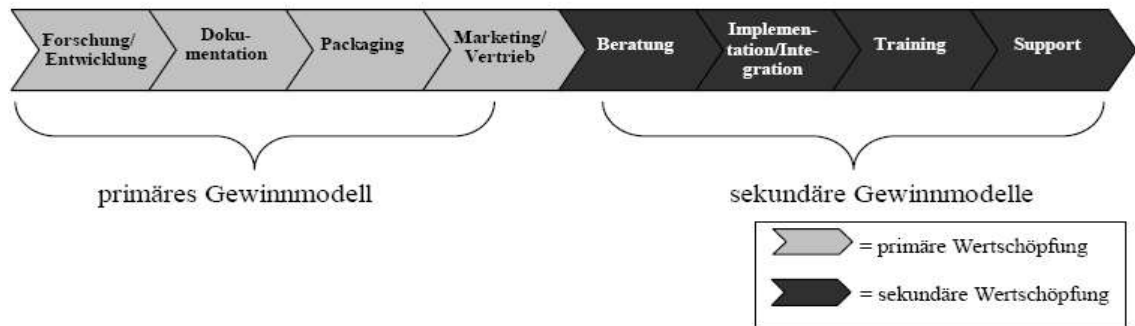 Forschung/
Entwicklung
Doku-
mentation
Packaging
Marketing/
Vertrieb
Beratung
Implemen-
tation/Inte-
gration
Training
Support
primäres Gewinnmodell
sekundäre Gewinnmodelle
= primäre Wertschöpfung
= sekundäre Wertschöpfung